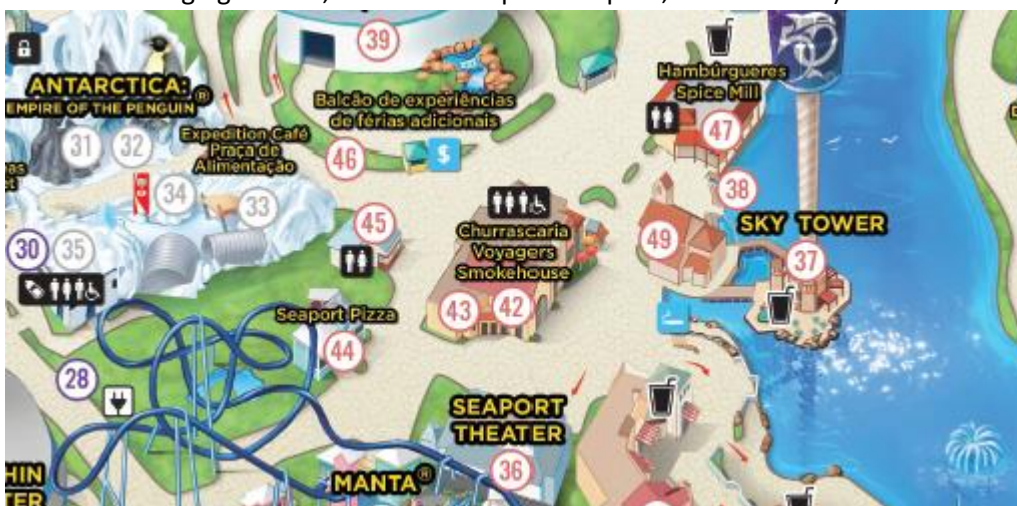 39
ANTARCTICA:
EMPIRE OF THE PENGUIN®
Balcão de experiências
de férias adicionais
Hambúrgueres
Spice Mill
Expedition Café
Praça de
Alimentação
31
32
46
$
47
34
33
38
45
SKY TOWER
30
35
Churrascaria
Voyagers
Smokehouse
49
37
Seaport Pizza
43
42
44
28
SEAPORT
THEATER
36
MANTA®